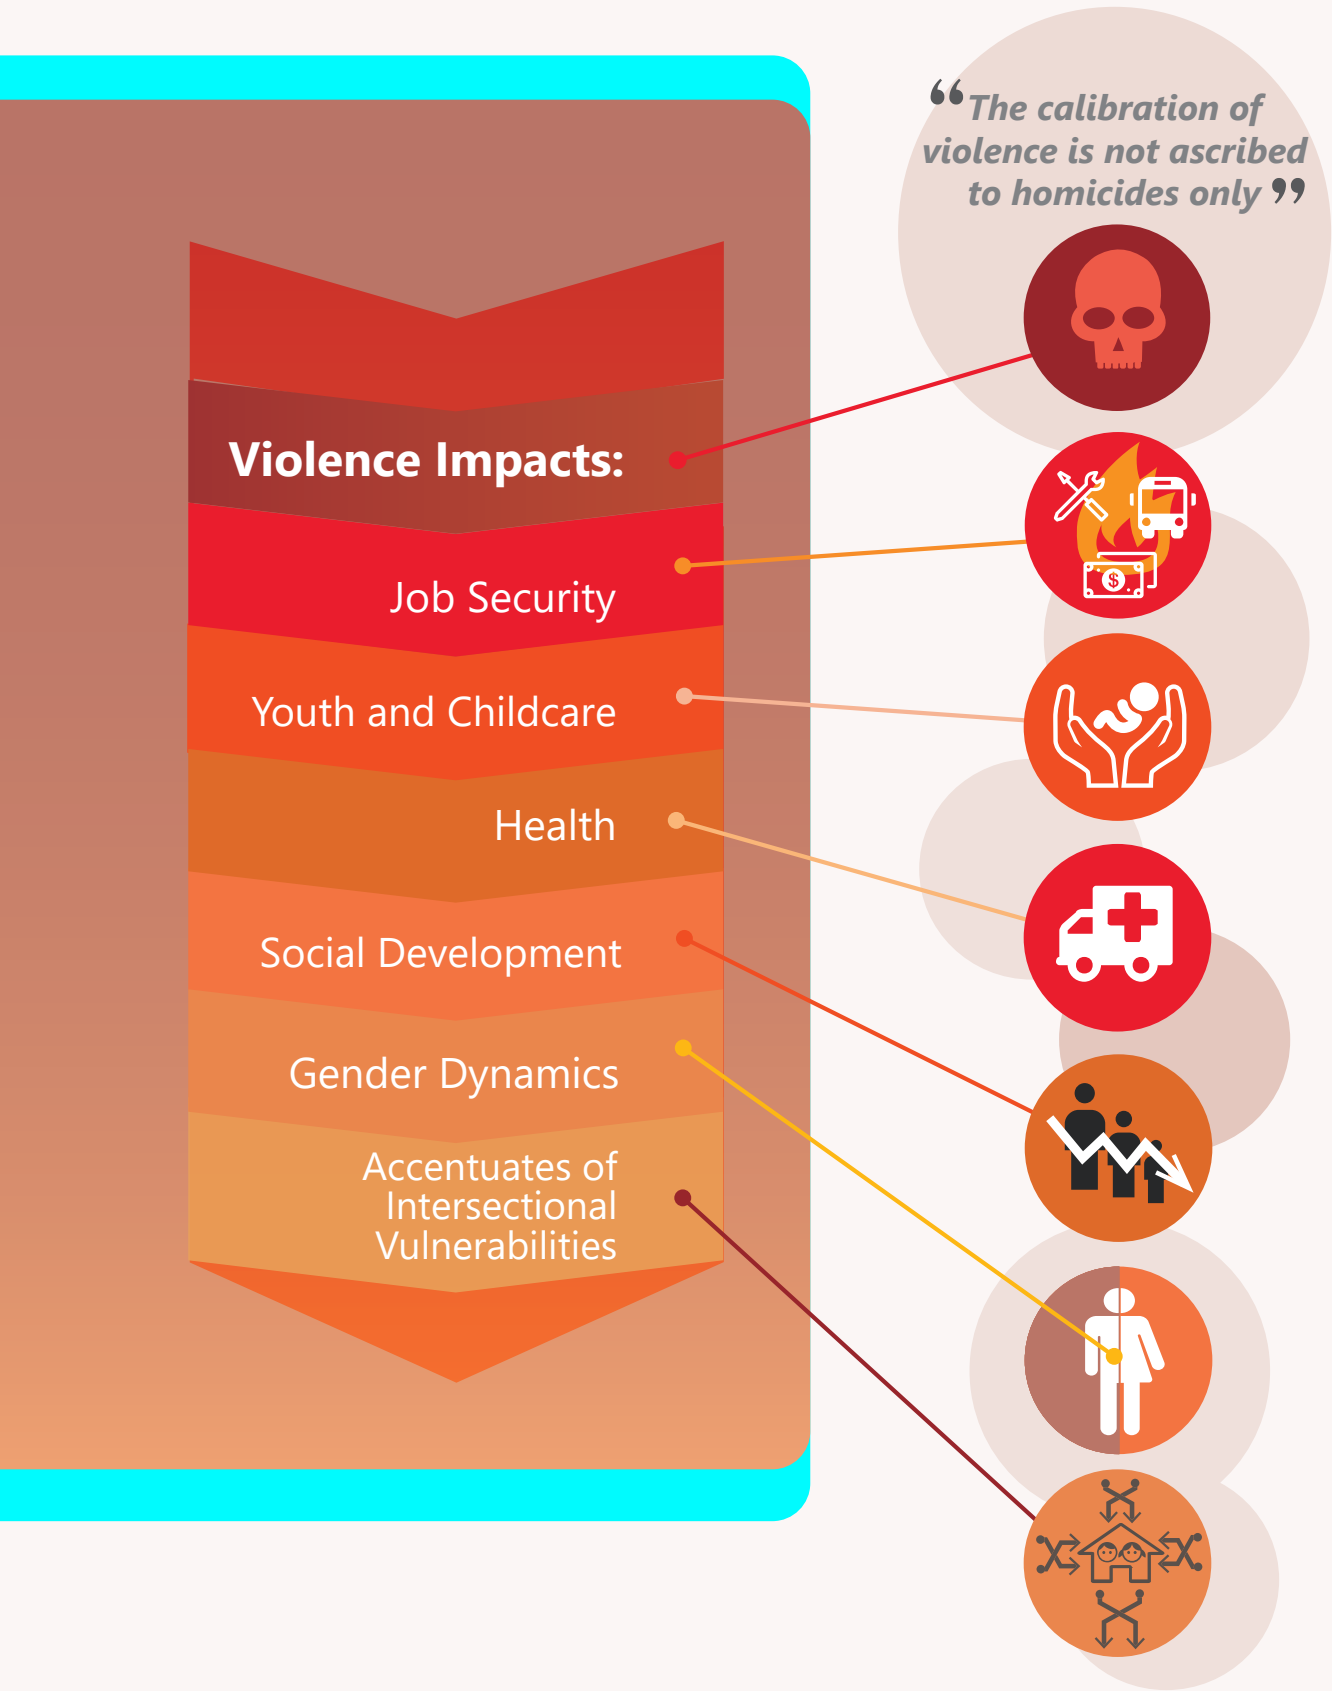 “The calibration of
violence is not ascribed
to homicides only”
Violence Impacts:
Job Security
Youth and Childcare
Health
Social Development
Gender Dynamics
Accentuates of
Intersectional
Vulnerabilities
$